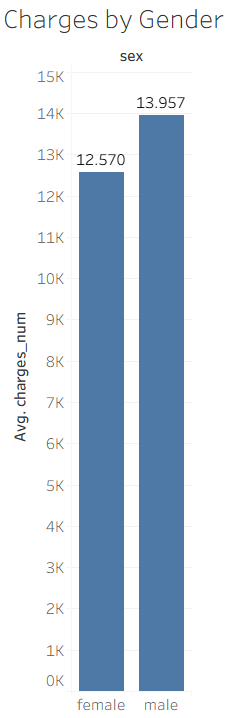 Charges by Gender
sex
15K
13.957
14K
12.570
13K
12K
11K
10K
9K
8K
7K
6K
5K
4K
3K
2K
1K
0K
Avg. charges_num
female male